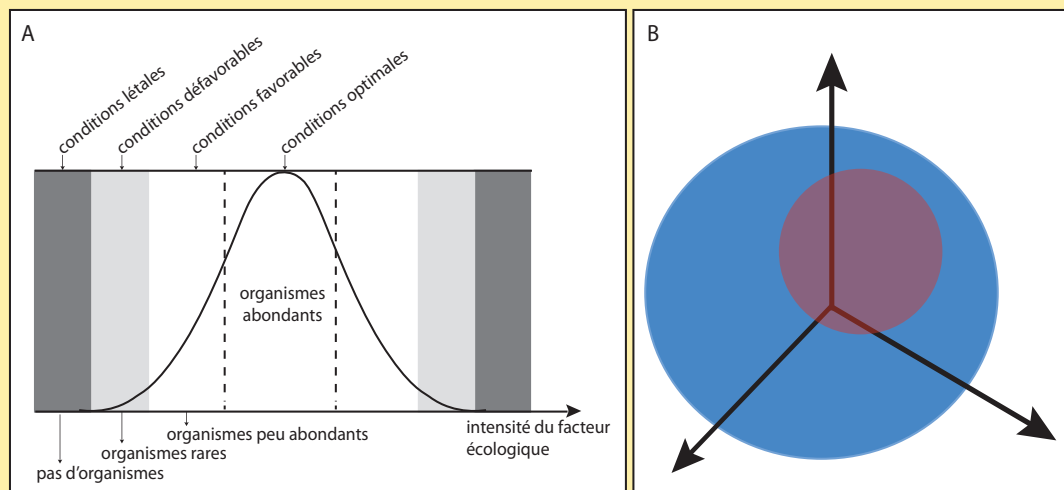 A
conditions létales
conditions défavorables
conditions favorables
conditions optimales
organismes
abondants
organismes peu abondants
organismes rares
pas d'organismes
intensité du facteur
écologique
B